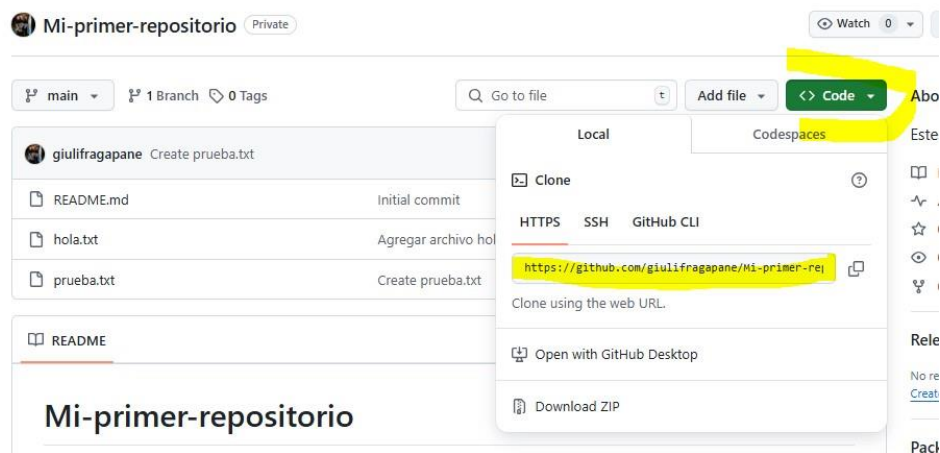 Mi-primer-repositorio Private
Watch 0
main 1 Branch 0 Tags
Go to file t
Add file
<> Code
giulifragapane Create prueba.txt
README.md Initial commit
hola.txt Agregar archivo hol
prueba.txt Create prueba.txt
README
Mi-primer-repositorio
Local Codespaces
Clone
HTTPS SSH GitHub CLI
https://github.com/giulifragapane/Mi-primer-rep
Clone using the web URL.
Open with GitHub Desktop
Download ZIP
Abo
Este
Rele
No re
Creat
Pack